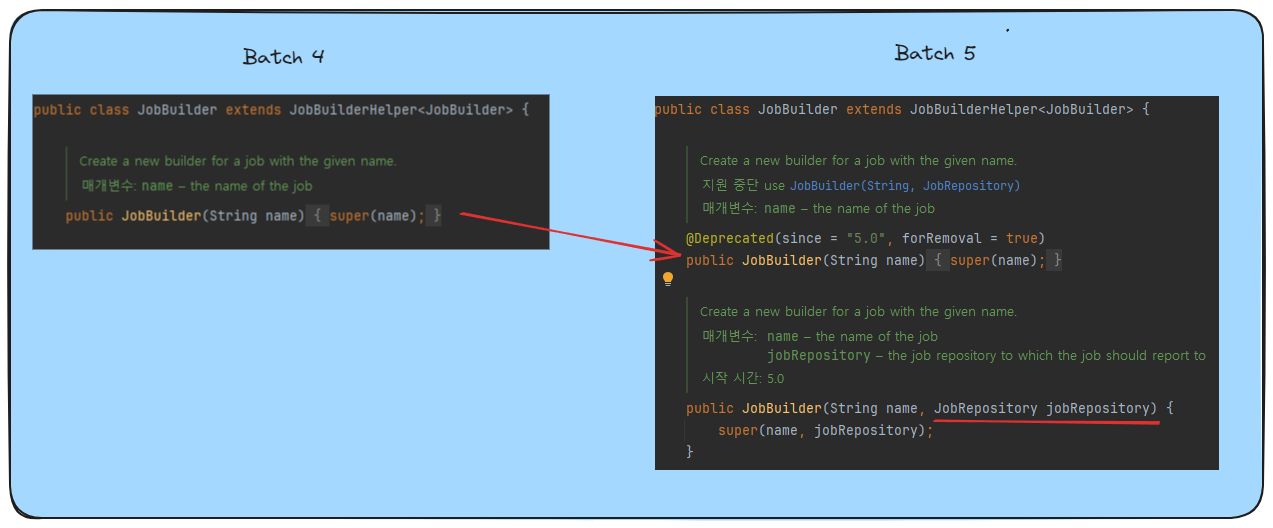 Batch 4
public class JobBuilder extends JobBuilderHelper<JobBuilder> {
Create a new builder for a job with the given name.
매개변수: name – the name of the job
public JobBuilder(String name) { super(name); }
Batch 5
public class JobBuilder extends JobBuilderHelper<JobBuilder> {
Create a new builder for a job with the given name.
지원 중단 use JobBuilder(String, JobRepository)
매개변수: name – the name of the job
@Deprecated(since = "5.0", forRemoval = true)
public JobBuilder(String name) { super(name); }
Create a new builder for a job with the given name.
매개변수: name – the name of the job
jobRepository – the job repository to which the job should report to
시작 시간: 5.0
public JobBuilder(String name, JobRepository jobRepository) {
super(name, jobRepository);
}